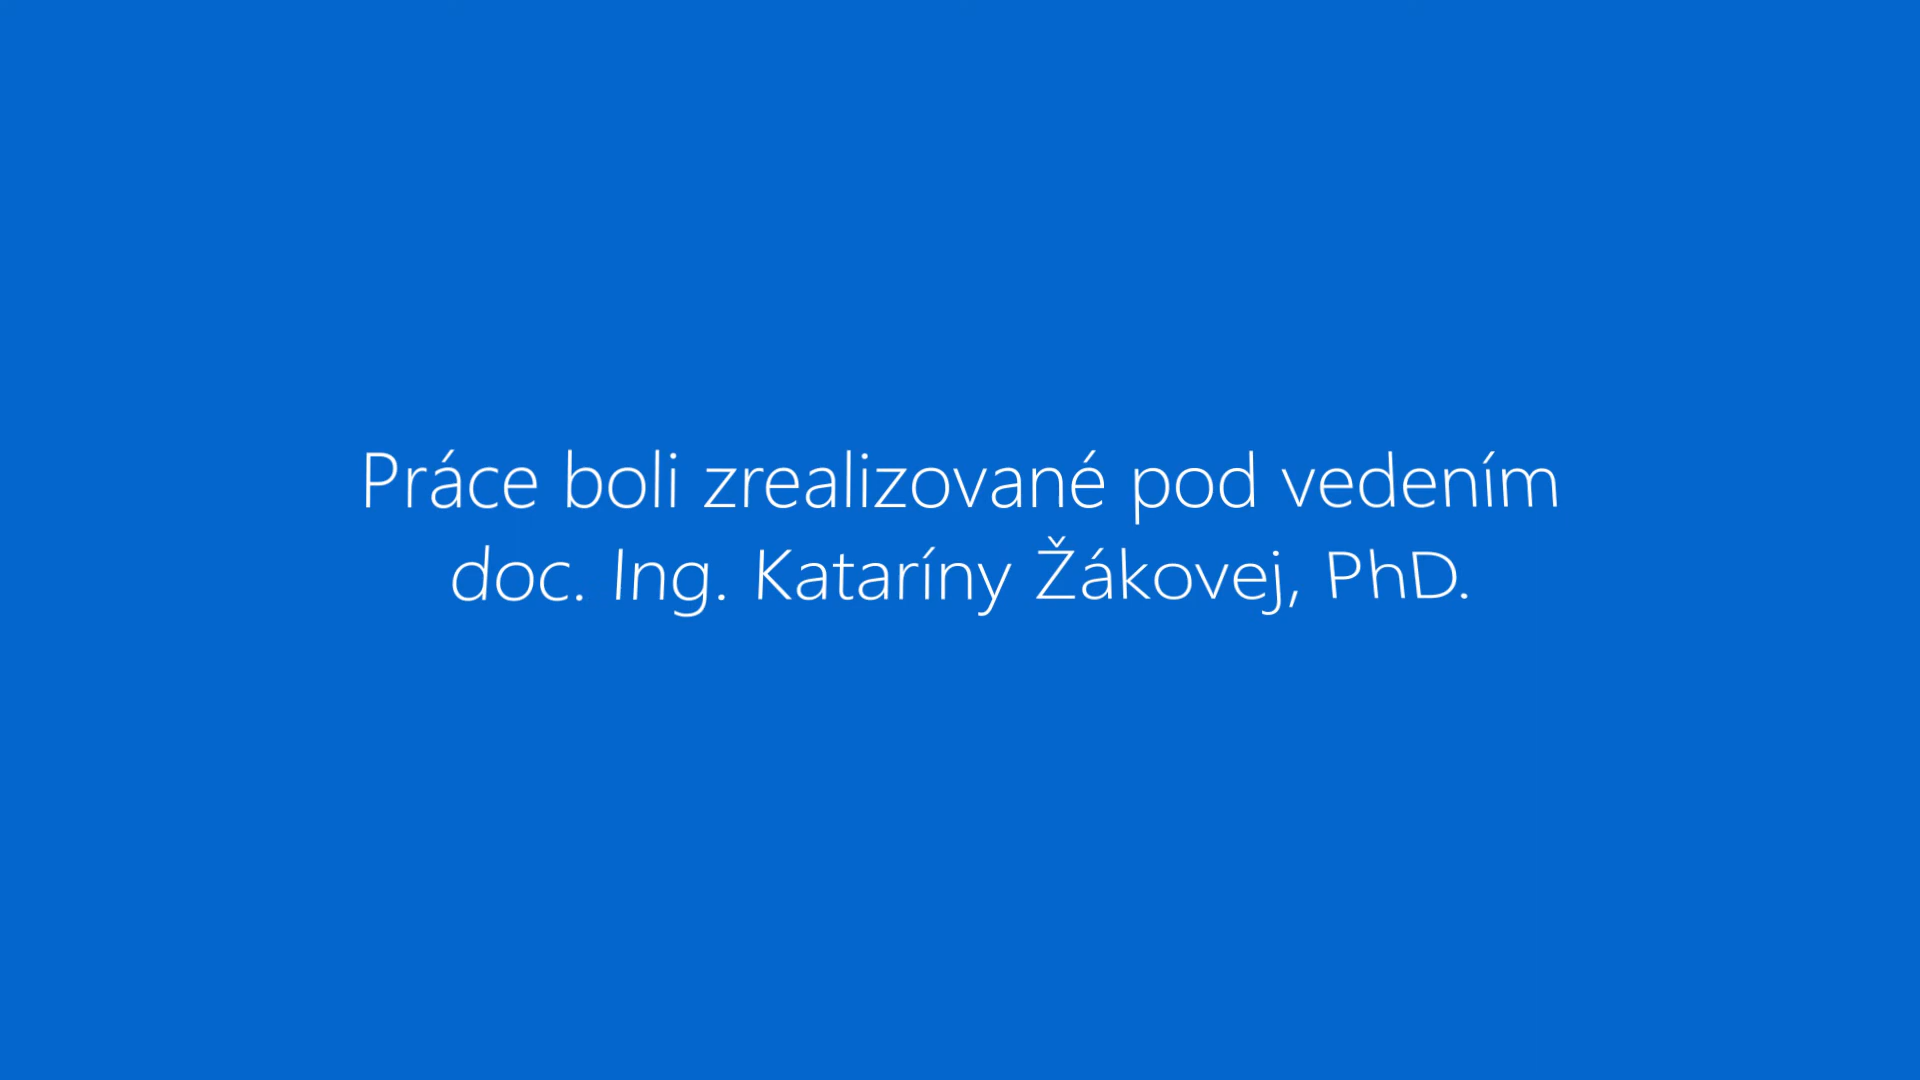 Práce boli zrealizované pod vedením
doc. Ing. Kataríny Žákovej, PhD.